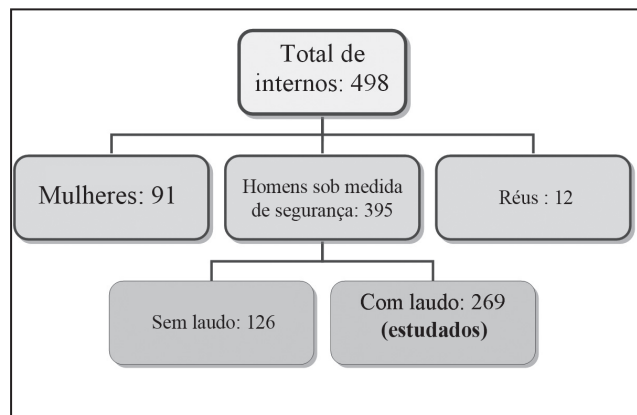 Total de
internos: 498
Mulheres: 91
Homens sob medida
de segurança: 395
Réus : 12
Sem laudo: 126
Com laudo: 269
(estudados)